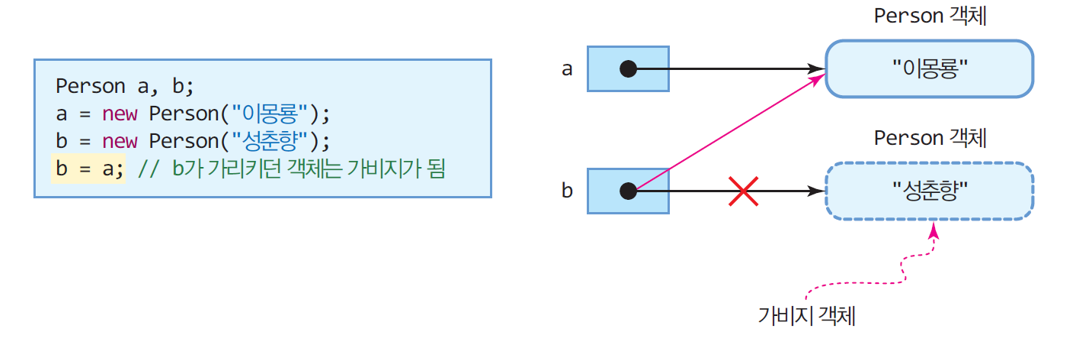 Person a, b;
a = new Person("이몽룡");
b = new Person("성춘향");
b = a; // b가 가리키던 객체는 가비지가 됨
Person 객체
a
"이몽룡"
Person 객체
b
"성춘향"
가비지 객체